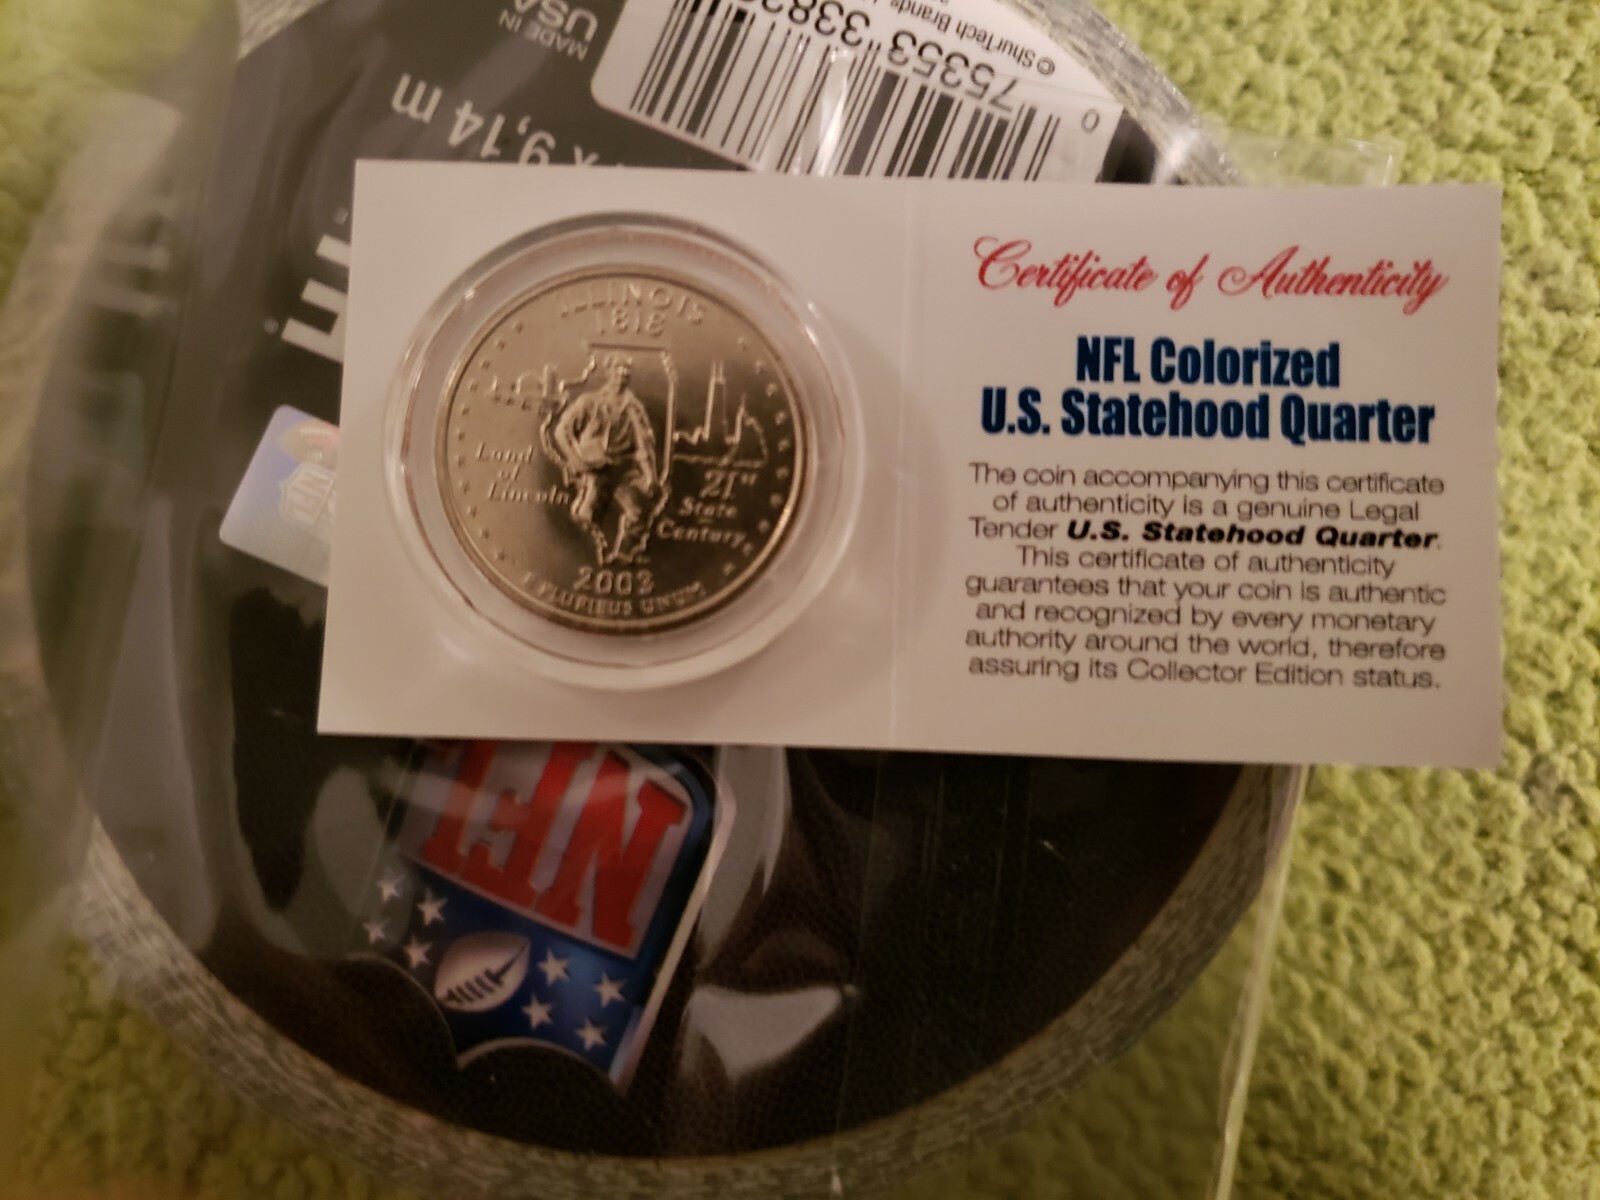 MADE IN
USA
© ShurTech Brands,
75353 3382
0
x 9,14 m
Certificate of Authenticity
NFL Colorized
U.S. Statehood Quarter
The coin accompanying this certificate
of authenticity is a genuine Legal
Tender U.S. Statehood Quarter.
This certificate of authenticity
guarantees that your coin is authentic
and recognized by every monetary
authority around the world, therefore
assuring its Collector Edition status.
ILLINOIS
1818
Land
of
Lincoln
21st
State
Century
2003
E PLURIBUS UNUM
NFL